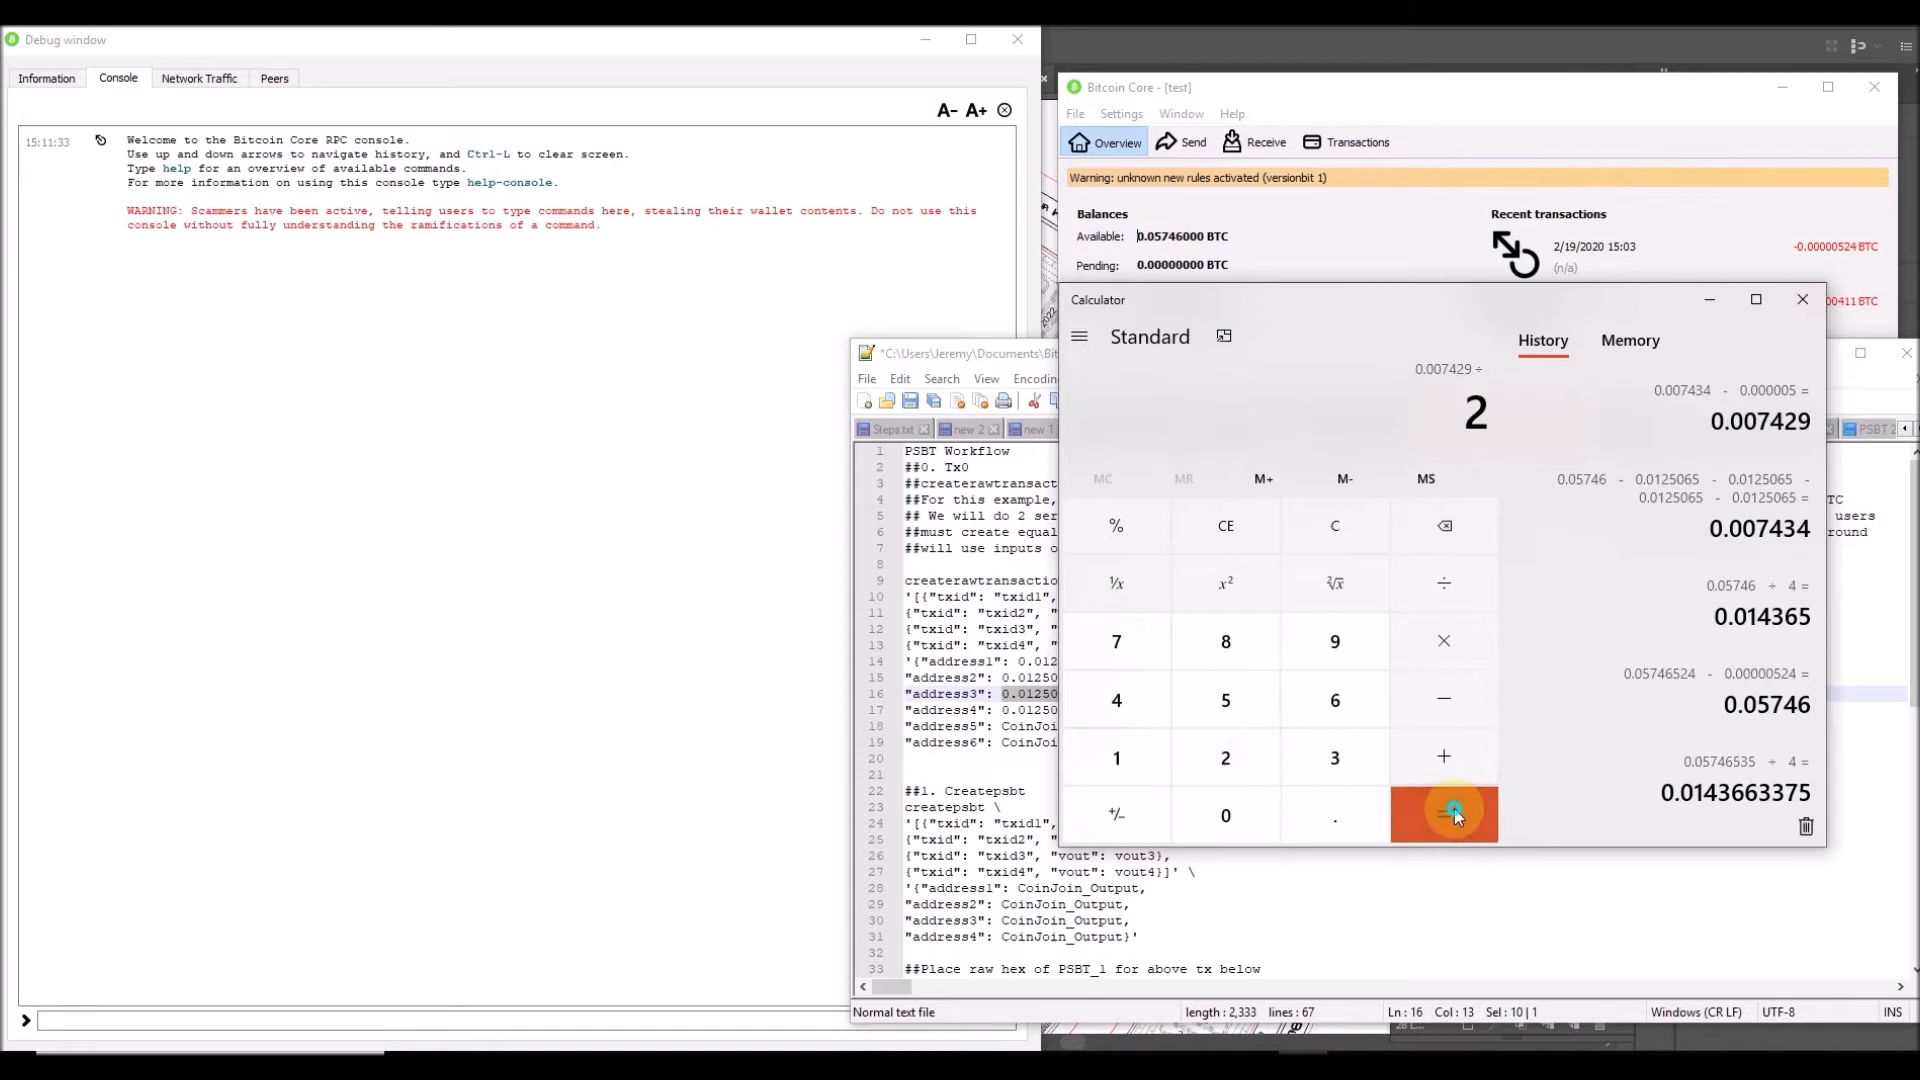 Debug window
Information
Console
Network Traffic
Peers
A- A+
15:11:33
Welcome to the Bitcoin Core RPC console.
Use up and down arrows to navigate history, and Ctrl-L to clear screen.
Type help for an overview of available commands.
For more information on using this console type help-console.
WARNING: Scammers have been active, telling users to type commands here, stealing their wallet contents. Do not use this
console without fully understanding the ramifications of a command.
Bitcoin Core - [test]
File Settings Window Help
Overview Send Receive Transactions
Warning: unknown new rules activated (versionbit 1)
Balances
Available: 0.05746000 BTC
Pending: 0.00000000 BTC
Recent transactions
2/19/2020 15:03 -0.00000524 BTC
(n/a)
00411 BTC
Calculator
Standard
History Memory
0.007429 ÷
2
0.007434 - 0.000005 =
0.007429
0.05746 - 0.0125065 - 0.0125065 -
0.0125065 - 0.0125065 =
0.007434
0.05746 ÷ 4 =
0.014365
0.05746524 - 0.00000524 =
0.05746
0.05746535 ÷ 4 =
0.0143663375
MC MR M+ M- MS
% CE C
¹/x x² ²√x ÷
7 8 9 ×
4 5 6 −
1 2 3 +
+/− 0 . =
*C:\Users\Jeremy\Documents\Bit
File Edit Search View Encodin
Steps.txt new 2 new 1
PSBT 2
1 PSBT Workflow
2 ##0. Tx0
3 ##createrawtransact
4 ##For this example, TC
5 ## We will do 2 ser users
6 ##must create equal round
7 ##will use inputs o
8
9 createrawtransactio
10 '[{"txid": "txid1",
11 {"txid": "txid2", "
12 {"txid": "txid3", "
13 {"txid": "txid4", "
14 '{"address1": 0.012
15 "address2": 0.01250
16 "address3": 0.01250
17 "address4": 0.01250
18 "address5": CoinJoi
19 "address6": CoinJoi
20
21
22 ##1. Createpsbt
23 createpsbt \
24 '[{"txid": "txid1",
25 {"txid": "txid2", "
26 {"txid": "txid3", "vout": vout3},
27 {"txid": "txid4", "vout": vout4}]' \
28 '{"address1": CoinJoin_Output,
29 "address2": CoinJoin_Output,
30 "address3": CoinJoin_Output,
31 "address4": CoinJoin_Output}'
32
33 ##Place raw hex of PSBT_1 for above tx below
Normal text file
length : 2,333 lines : 67
Ln : 16 Col : 13 Sel : 10 | 1
Windows (CR LF)
UTF-8
INS